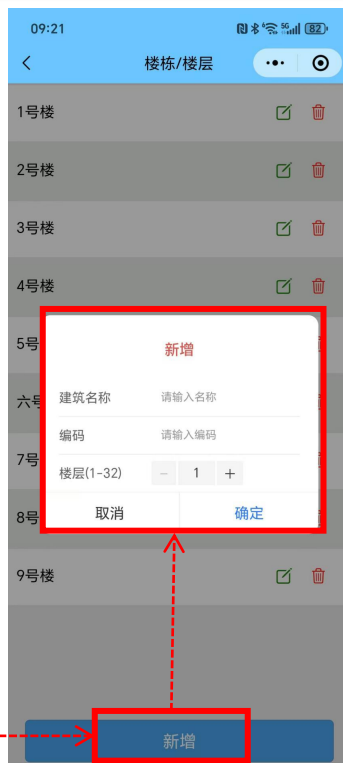 09:21 5G 82
楼栋/楼层
1号楼
2号楼
3号楼
4号楼
5号
新增
六号
建筑名称 请输入名称
编码 请输入编码
7号
楼层(1-32) - 1 +
8号
取消 确定
9号楼
新增